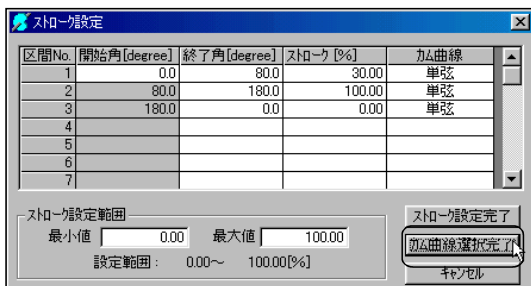 ストローク設定
区間No. 開始角[degree] 終了角[degree] ストローク [%] カム曲線
1 0.0 80.0 30.00 単弦
2 80.0 180.0 100.00 単弦
3 180.0 0.0 0.00 単弦
4
5
6
7
ストローク設定範囲
最小値 0.00 最大値 100.00
設定範囲: 0.00~ 100.00[%]
ストローク設定完了
カム曲線選択完了
キャンセル